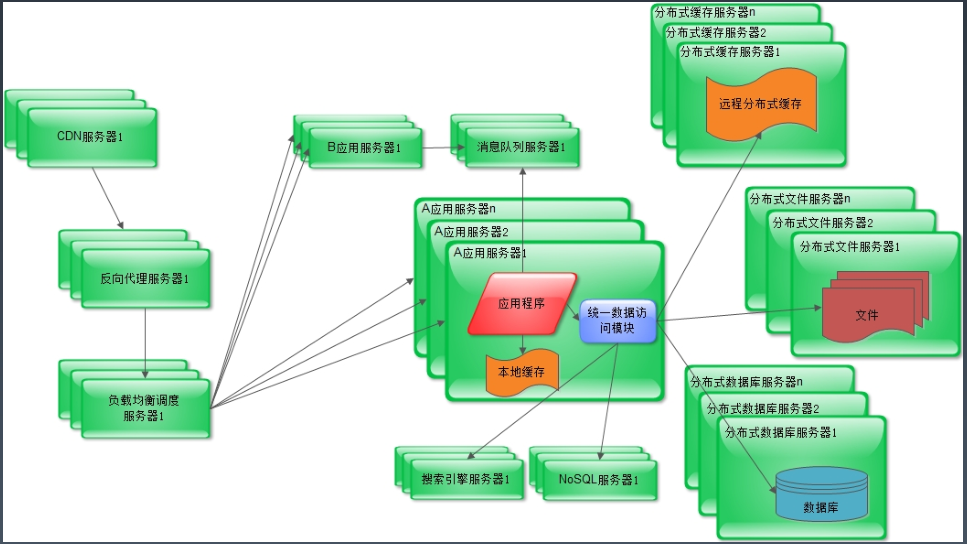 分布式缓存服务器n
分布式缓存服务器2
分布式缓存服务器1
远程分布式缓存
CDN服务器1
B应用服务器1
消息队列服务器1
A应用服务器n
A应用服务器2
A应用服务器1
应用程序
统一数据访
问模块
本地缓存
分布式文件服务器n
分布式文件服务器2
分布式文件服务器1
文件
反向代理服务器1
负载均衡调度
服务器1
分布式数据库服务器n
分布式数据库服务器2
分布式数据库服务器1
数据库
搜索引擎服务器1
NoSQL服务器1